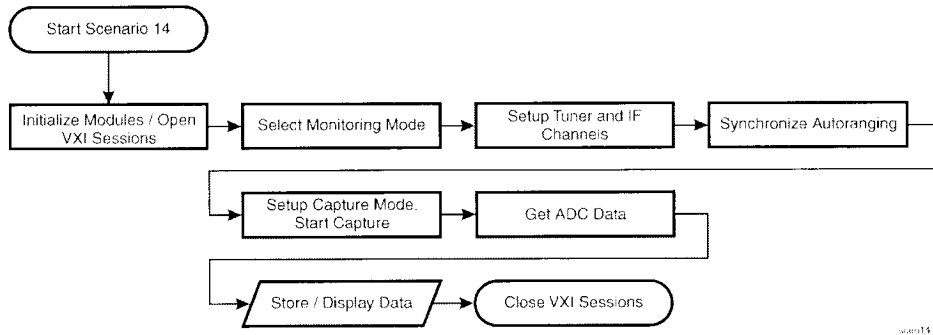 Start Scenario 14
Initialize Modules / Open
VXI Sessions
Select Monitoring Mode
Setup Tuner and IF
Channels
Synchronize Autoranging
Setup Capture Mode.
Start Capture
Get ADC Data
Store / Display Data
Close VXI Sessions
scen14